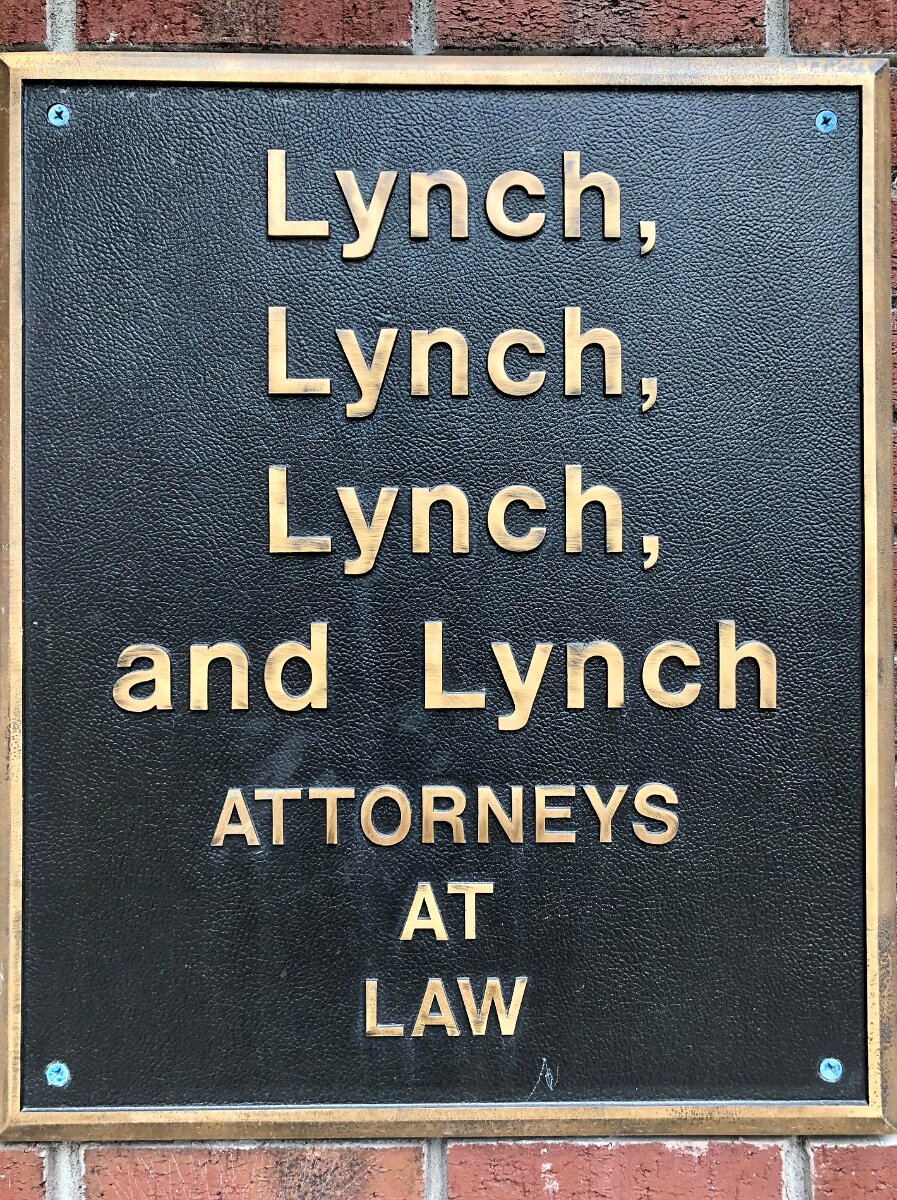 Lynch,
Lynch,
Lynch,
and Lynch
ATTORNEYS
AT
LAW